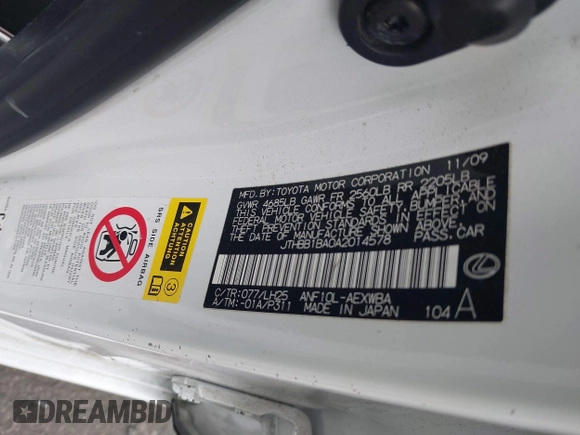 MFD. BY: TOYOTA MOTOR CORPORATION 11/09
GVWR 4685LB GAWR FR 2560LB RR 2205LB
THIS VEHICLE CONFORMS TO ALL APPLICABLE
FEDERAL MOTOR VEHICLE SAFETY, BUMPER, AND
THEFT PREVENTION STANDARDS IN EFFECT ON
THE DATE OF MANUFACTURE SHOWN ABOVE.
JTHBB1BA0A2014578 PASS. CAR
C/TR:077/LH25 ANF10L-AEXWBA
A/TM:-01A/P311 MADE IN JAPAN 104 A
SRS SIDE AIRBAG
ATTENTION
ACHTUNG
3
DREAMBID